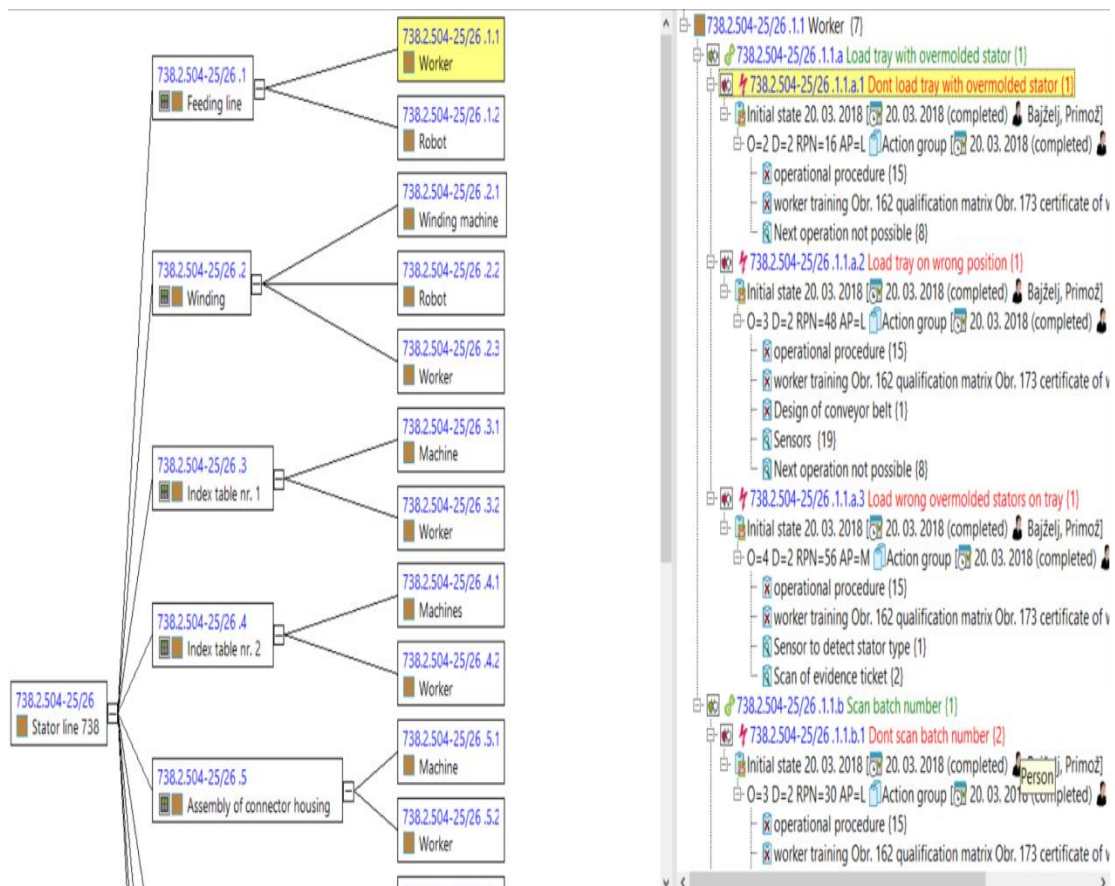 738.2.504-25/26 .1.1
Worker
738.2.504-25/26 .1
Feeding line
738.2.504-25/26 .1.2
Robot
738.2.504-25/26 .2.1
Winding machine
738.2.504-25/26 .2
Winding
738.2.504-25/26 .2.2
Robot
738.2.504-25/26 .2.3
Worker
738.2.504-25/26 .3.1
Machine
738.2.504-25/26 .3
Index table nr. 1
738.2.504-25/26 .3.2
Worker
738.2.504-25/26 .4.1
Machines
738.2.504-25/26 .4
Index table nr. 2
738.2.504-25/26 .4.2
Worker
738.2.504-25/26
Stator line 738
738.2.504-25/26 .5.1
Machine
738.2.504-25/26 .5
Assembly of connector housing
738.2.504-25/26 .5.2
Worker
738.2.504-25/26 .1.1 Worker {7}
738.2.504-25/26 .1.1.a Load tray with overmolded stator {1}
738.2.504-25/26 .1.1.a.1 Dont load tray with overmolded stator {1}
Initial state 20. 03. 2018 [ 20. 03. 2018 (completed) Bajželj, Primož]
O=2 D=2 RPN=16 AP=L Action group [ 20. 03. 2018 (completed)
operational procedure {15}
worker training Obr. 162 qualification matrix Obr. 173 certificate of
Next operation not possible {8}
738.2.504-25/26 .1.1.a.2 Load tray on wrong position {1}
Initial state 20. 03. 2018 [ 20. 03. 2018 (completed) Bajželj, Primož]
O=3 D=2 RPN=48 AP=L Action group [ 20. 03. 2018 (completed)
operational procedure {15}
worker training Obr. 162 qualification matrix Obr. 173 certificate of
Design of conveyor belt {1}
Sensors {19}
Next operation not possible {8}
738.2.504-25/26 .1.1.a.3 Load wrong overmolded stators on tray {1}
Initial state 20. 03. 2018 [ 20. 03. 2018 (completed) Bajželj, Primož]
O=4 D=2 RPN=56 AP=M Action group [ 20. 03. 2018 (completed)
operational procedure {15}
worker training Obr. 162 qualification matrix Obr. 173 certificate of
Sensor to detect stator type {1}
Scan of evidence ticket {2}
738.2.504-25/26 .1.1.b Scan batch number {1}
738.2.504-25/26 .1.1.b.1 Dont scan batch number {2}
Initial state 20. 03. 2018 [ 20. 03. 2018 (completed) Primož]
Person
O=3 D=2 RPN=30 AP=L Action group [ 20. 03. 2018 (completed)
operational procedure {15}
worker training Obr. 162 qualification matrix Obr. 173 certificate of